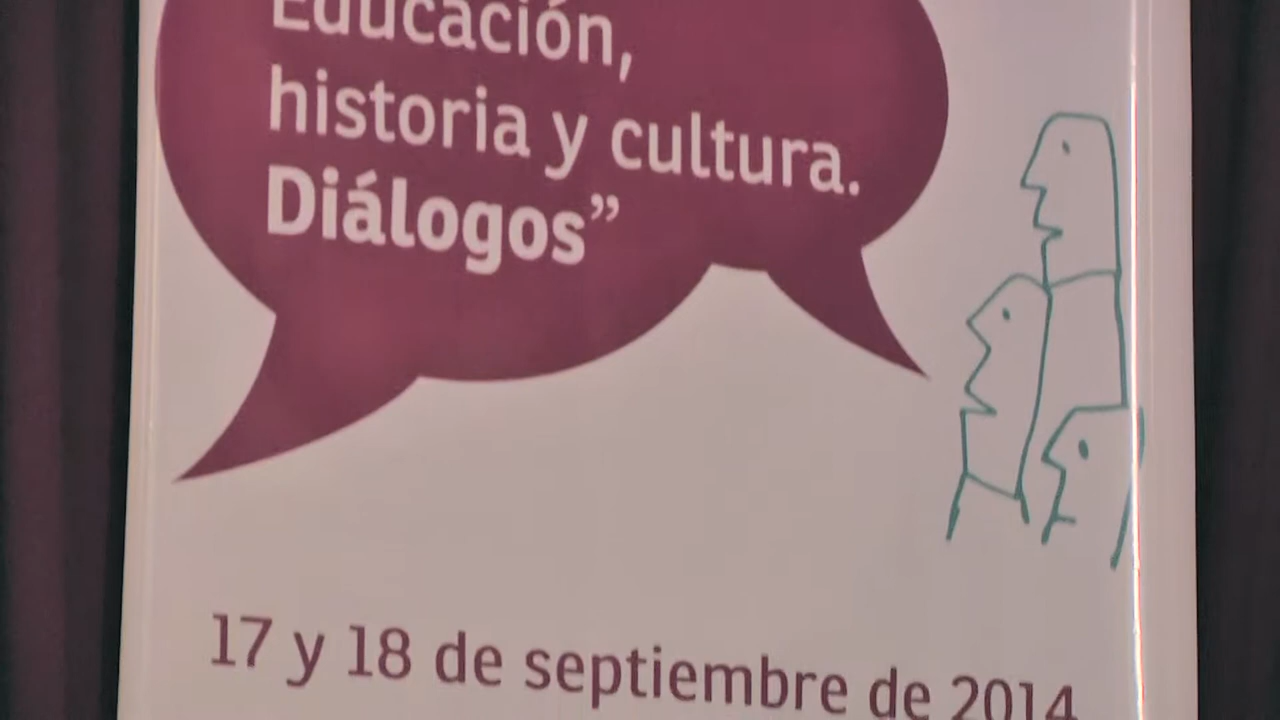 Educación,
historia y cultura.
Diálogos”
17 y 18 de septiembre de 2014